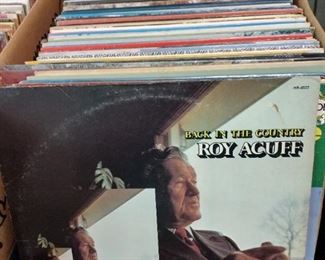 BACK IN THE COUNTRY
ROY ACUFF